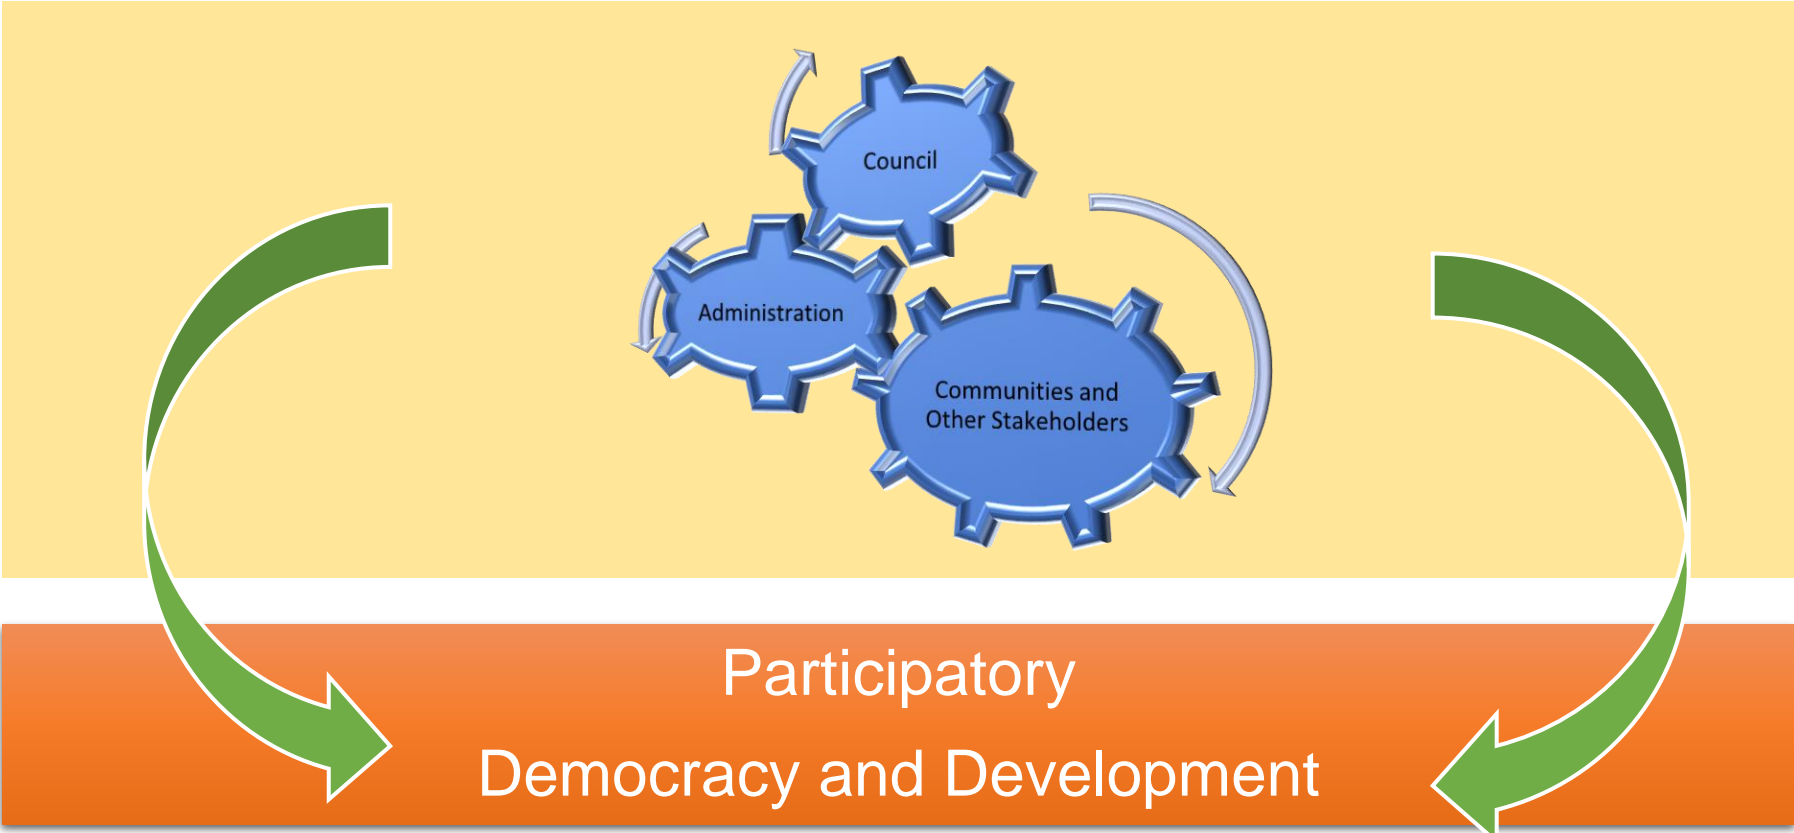 Council
Administration
Communities and
Other Stakeholders
Participatory
Democracy and Development